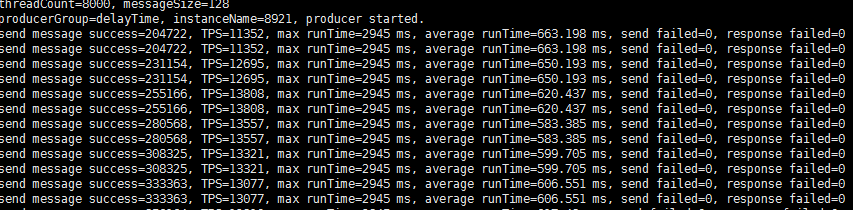 threadCount=8000, messageSize=128
producerGroup=delayTime, instanceName=8921, producer started.
send message success=204722, TPS=11352, max runTime=2945 ms, average runTime=663.198 ms, send failed=0, response failed=0
send message success=204722, TPS=11352, max runTime=2945 ms, average runTime=663.198 ms, send failed=0, response failed=0
send message success=231154, TPS=12695, max runTime=2945 ms, average runTime=650.193 ms, send failed=0, response failed=0
send message success=231154, TPS=12695, max runTime=2945 ms, average runTime=650.193 ms, send failed=0, response failed=0
send message success=255166, TPS=13808, max runTime=2945 ms, average runTime=620.437 ms, send failed=0, response failed=0
send message success=255166, TPS=13808, max runTime=2945 ms, average runTime=620.437 ms, send failed=0, response failed=0
send message success=280568, TPS=13557, max runTime=2945 ms, average runTime=583.385 ms, send failed=0, response failed=0
send message success=280568, TPS=13557, max runTime=2945 ms, average runTime=583.385 ms, send failed=0, response failed=0
send message success=308325, TPS=13321, max runTime=2945 ms, average runTime=599.705 ms, send failed=0, response failed=0
send message success=308325, TPS=13321, max runTime=2945 ms, average runTime=599.705 ms, send failed=0, response failed=0
send message success=333363, TPS=13077, max runTime=2945 ms, average runTime=606.551 ms, send failed=0, response failed=0
send message success=333363, TPS=13077, max runTime=2945 ms, average runTime=606.551 ms, send failed=0, response failed=0